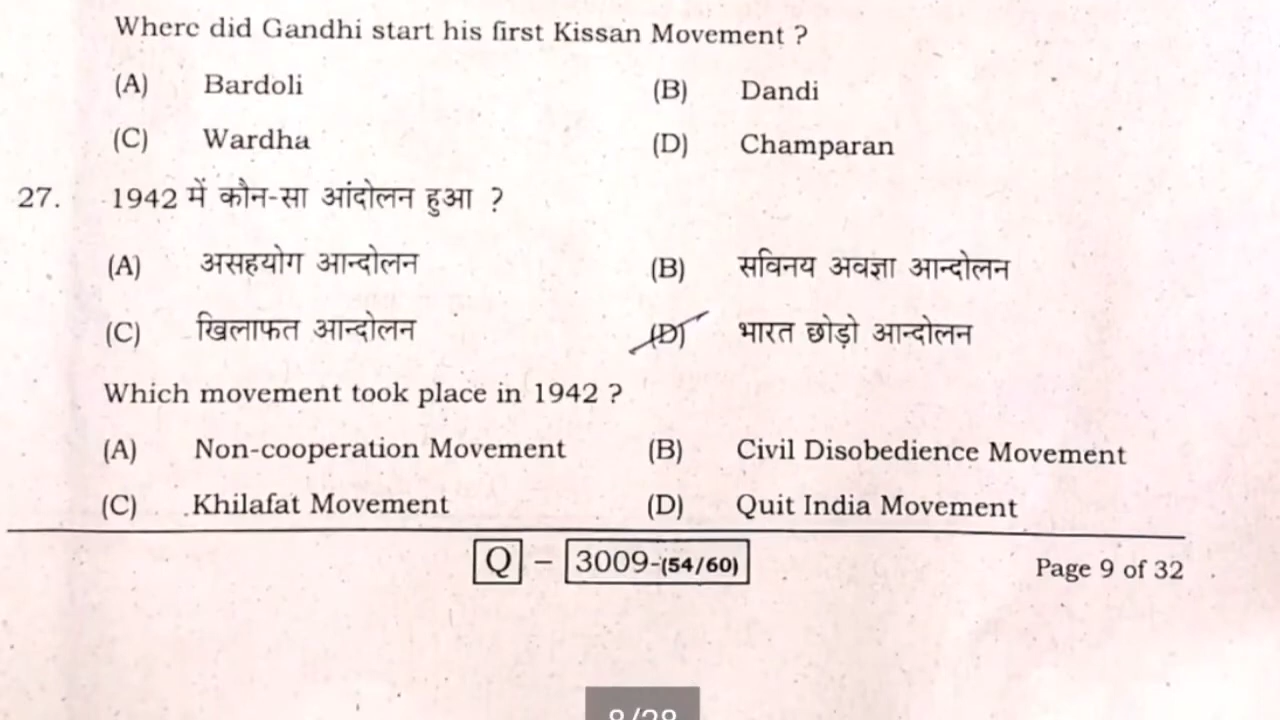 Where did Gandhi start his first Kissan Movement ?
(A) Bardoli (B) Dandi
(C) Wardha (D) Champaran
27. 1942 में कौन-सा आंदोलन हुआ ?
(A) असहयोग आन्दोलन (B) सविनय अवज्ञा आन्दोलन
(C) खिलाफत आन्दोलन (D) भारत छोड़ो आन्दोलन
Which movement took place in 1942 ?
(A) Non-cooperation Movement (B) Civil Disobedience Movement
(C) Khilafat Movement (D) Quit India Movement
Q – 3009-(54/60) Page 9 of 32